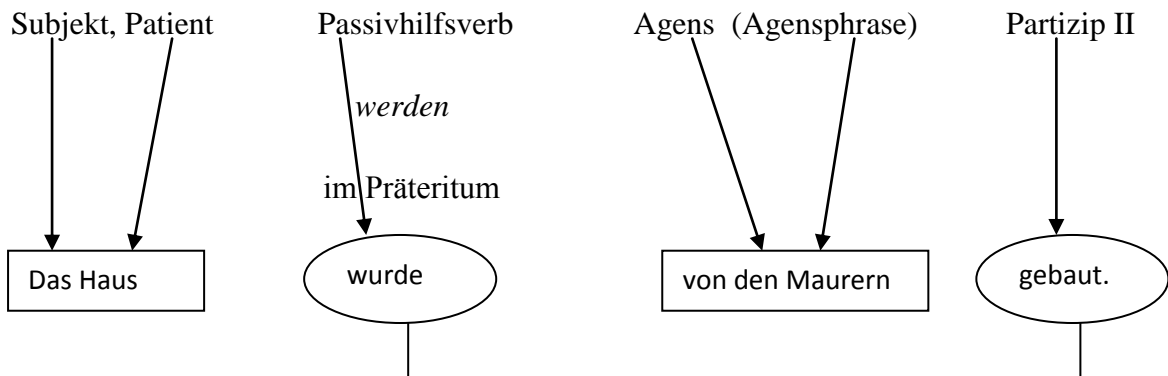 Subjekt, Patient Passivhilfsverb Agens (Agensphrase) Partizip II
werden
im Präteritum
Das Haus wurde von den Maurern gebaut.